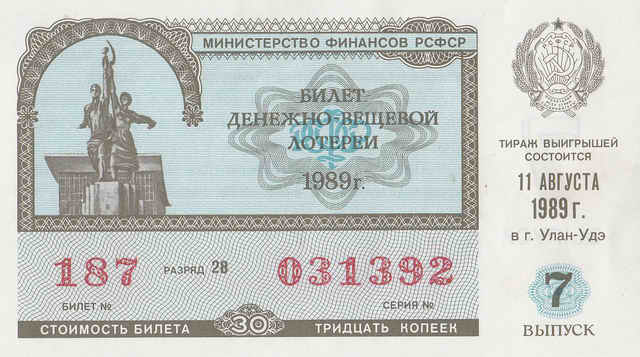 МИНИСТЕРСТВО ФИНАНСОВ РСФСР
БИЛЕТ
ДЕНЕЖНО-ВЕЩЕВОЙ
ЛОТЕРЕИ
1989 г.
ТИРАЖ ВЫИГРЫШЕЙ
СОСТОИТСЯ
11 АВГУСТА
1989 г.
в г. Улан-Удэ
187 РАЗРЯД 28 031392
БИЛЕТ № СЕРИЯ №
СТОИМОСТЬ БИЛЕТА 30 ТРИДЦАТЬ КОПЕЕК
7
ВЫПУСК